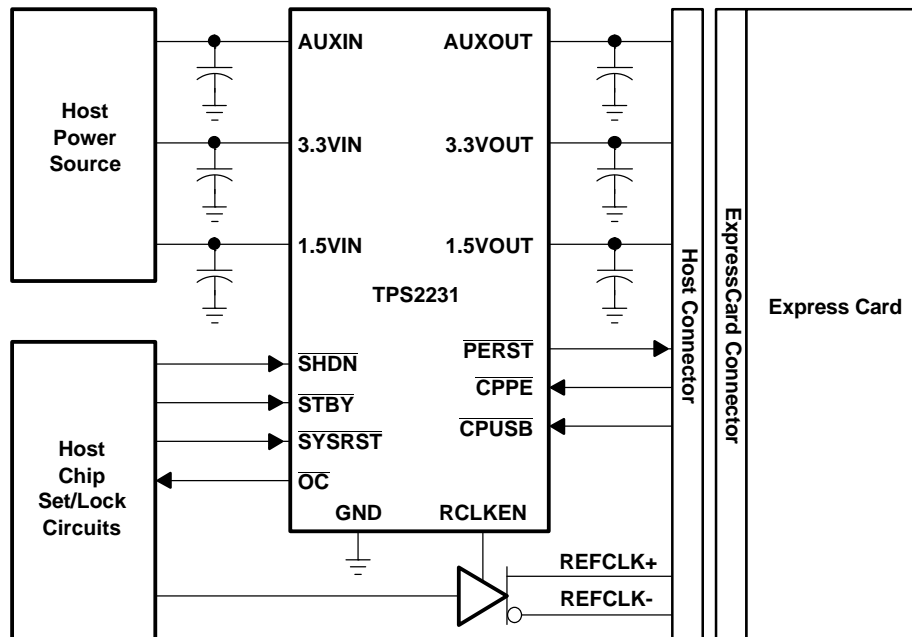 AUXIN
AUXOUT
Host
Power
Source
3.3VIN
3.3VOUT
1.5VIN
1.5VOUT
TPS2231
Host Connector
ExpressCard Connector
Express Card
SHDN
STBY
SYSRST
OC
PERST
CPPE
CPUSB
Host
Chip
Set/Lock
Circuits
GND
RCLKEN
REFCLK+
REFCLK-